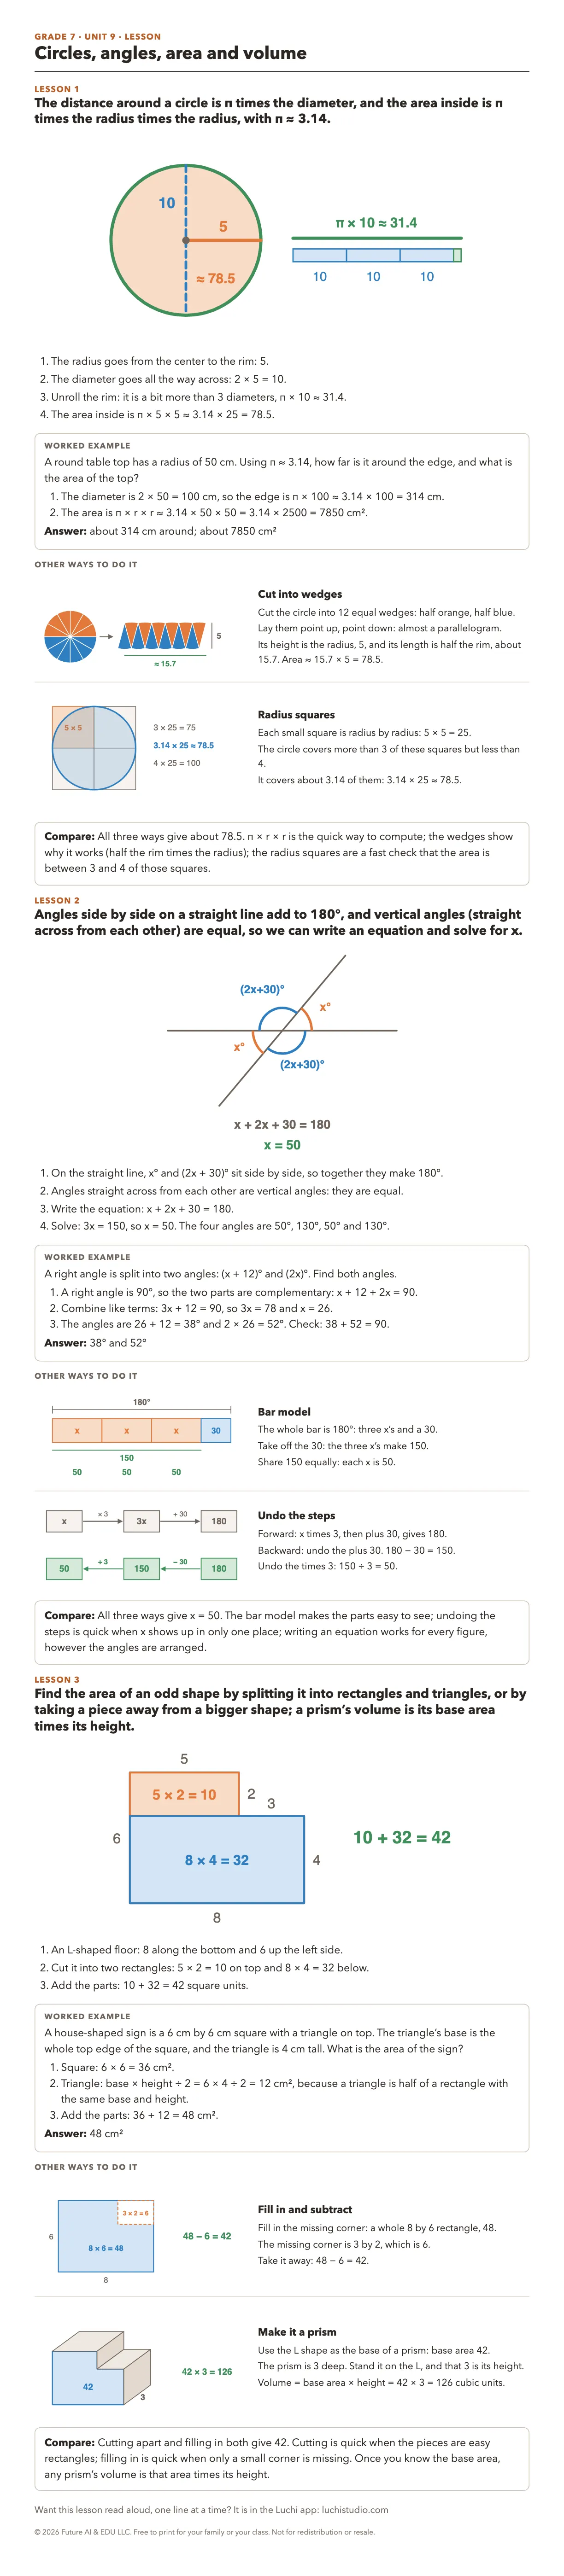 GRADE 7 · UNIT 9 · LESSON
Circles, angles, area and volume
LESSON 1
The distance around a circle is π times the diameter, and the area inside is π
times the radius times the radius, with π ≈ 3.14.
10
5
≈ 78.5
π × 10 ≈ 31.4
10 10 10
1. The radius goes from the center to the rim: 5.
2. The diameter goes all the way across: 2 × 5 = 10.
3. Unroll the rim: it is a bit more than 3 diameters, π × 10 ≈ 31.4.
4. The area inside is π × 5 × 5 ≈ 3.14 × 25 = 78.5.
WORKED EXAMPLE
A round table top has a radius of 50 cm. Using π ≈ 3.14, how far is it around the edge, and what is
the area of the top?
1. The diameter is 2 × 50 = 100 cm, so the edge is π × 100 ≈ 3.14 × 100 = 314 cm.
2. The area is π × r × r ≈ 3.14 × 50 × 50 = 3.14 × 2500 = 7850 cm².
Answer: about 314 cm around; about 7850 cm²
OTHER WAYS TO DO IT
5
≈ 15.7
Cut into wedges
Cut the circle into 12 equal wedges: half orange, half blue.
Lay them point up, point down: almost a parallelogram.
Its height is the radius, 5, and its length is half the rim, about
15.7. Area ≈ 15.7 × 5 = 78.5.
5 × 5
3 × 25 = 75
3.14 × 25 ≈ 78.5
4 × 25 = 100
Radius squares
Each small square is radius by radius: 5 × 5 = 25.
The circle covers more than 3 of these squares but less than
4.
It covers about 3.14 of them: 3.14 × 25 ≈ 78.5.
Compare: All three ways give about 78.5. π × r × r is the quick way to compute; the wedges show
why it works (half the rim times the radius); the radius squares are a fast check that the area is
between 3 and 4 of those squares.
LESSON 2
Angles side by side on a straight line add to 180°, and vertical angles (straight
across from each other) are equal, so we can write an equation and solve for x.
(2x+30)°
x°
x°
(2x+30)°
x + 2x + 30 = 180
x = 50
1. On the straight line, x° and (2x + 30)° sit side by side, so together they make 180°.
2. Angles straight across from each other are vertical angles: they are equal.
3. Write the equation: x + 2x + 30 = 180.
4. Solve: 3x = 150, so x = 50. The four angles are 50°, 130°, 50° and 130°.
WORKED EXAMPLE
A right angle is split into two angles: (x + 12)° and (2x)°. Find both angles.
1. A right angle is 90°, so the two parts are complementary: x + 12 + 2x = 90.
2. Combine like terms: 3x + 12 = 90, so 3x = 78 and x = 26.
3. The angles are 26 + 12 = 38° and 2 × 26 = 52°. Check: 38 + 52 = 90.
Answer: 38° and 52°
OTHER WAYS TO DO IT
180°
x x x 30
150
50 50 50
Bar model
The whole bar is 180°: three x's and a 30.
Take off the 30: the three x's make 150.
Share 150 equally: each x is 50.
x × 3 3x + 30 180
50 ÷ 3 150 − 30 180
Undo the steps
Forward: x times 3, then plus 30, gives 180.
Backward: undo the plus 30. 180 − 30 = 150.
Undo the times 3: 150 ÷ 3 = 50.
Compare: All three ways give x = 50. The bar model makes the parts easy to see; undoing the
steps is quick when x shows up in only one place; writing an equation works for every figure,
however the angles are arranged.
LESSON 3
Find the area of an odd shape by splitting it into rectangles and triangles, or by
taking a piece away from a bigger shape; a prism's volume is its base area
times its height.
5
5 × 2 = 10
2
3
6
8 × 4 = 32
4
8
10 + 32 = 42
1. An L-shaped floor: 8 along the bottom and 6 up the left side.
2. Cut it into two rectangles: 5 × 2 = 10 on top and 8 × 4 = 32 below.
3. Add the parts: 10 + 32 = 42 square units.
WORKED EXAMPLE
A house-shaped sign is a 6 cm by 6 cm square with a triangle on top. The triangle's base is the
whole top edge of the square, and the triangle is 4 cm tall. What is the area of the sign?
1. Square: 6 × 6 = 36 cm².
2. Triangle: base × height ÷ 2 = 6 × 4 ÷ 2 = 12 cm², because a triangle is half of a rectangle with
the same base and height.
3. Add the parts: 36 + 12 = 48 cm².
Answer: 48 cm²
OTHER WAYS TO DO IT
3 × 2 = 6
6
8 × 6 = 48
8
48 − 6 = 42
Fill in and subtract
Fill in the missing corner: a whole 8 by 6 rectangle, 48.
The missing corner is 3 by 2, which is 6.
Take it away: 48 − 6 = 42.
42
3
42 × 3 = 126
Make it a prism
Use the L shape as the base of a prism: base area 42.
The prism is 3 deep. Stand it on the L, and that 3 is its height.
Volume = base area × height = 42 × 3 = 126 cubic units.
Compare: Cutting apart and filling in both give 42. Cutting is quick when the pieces are easy
rectangles; filling in is quick when only a small corner is missing. Once you know the base area,
any prism's volume is that area times its height.
Want this lesson read aloud, one line at a time? It is in the Luchi app: luchistudio.com
© 2026 Future AI & EDU LLC. Free to print for your family or your class. Not for redistribution or resale.